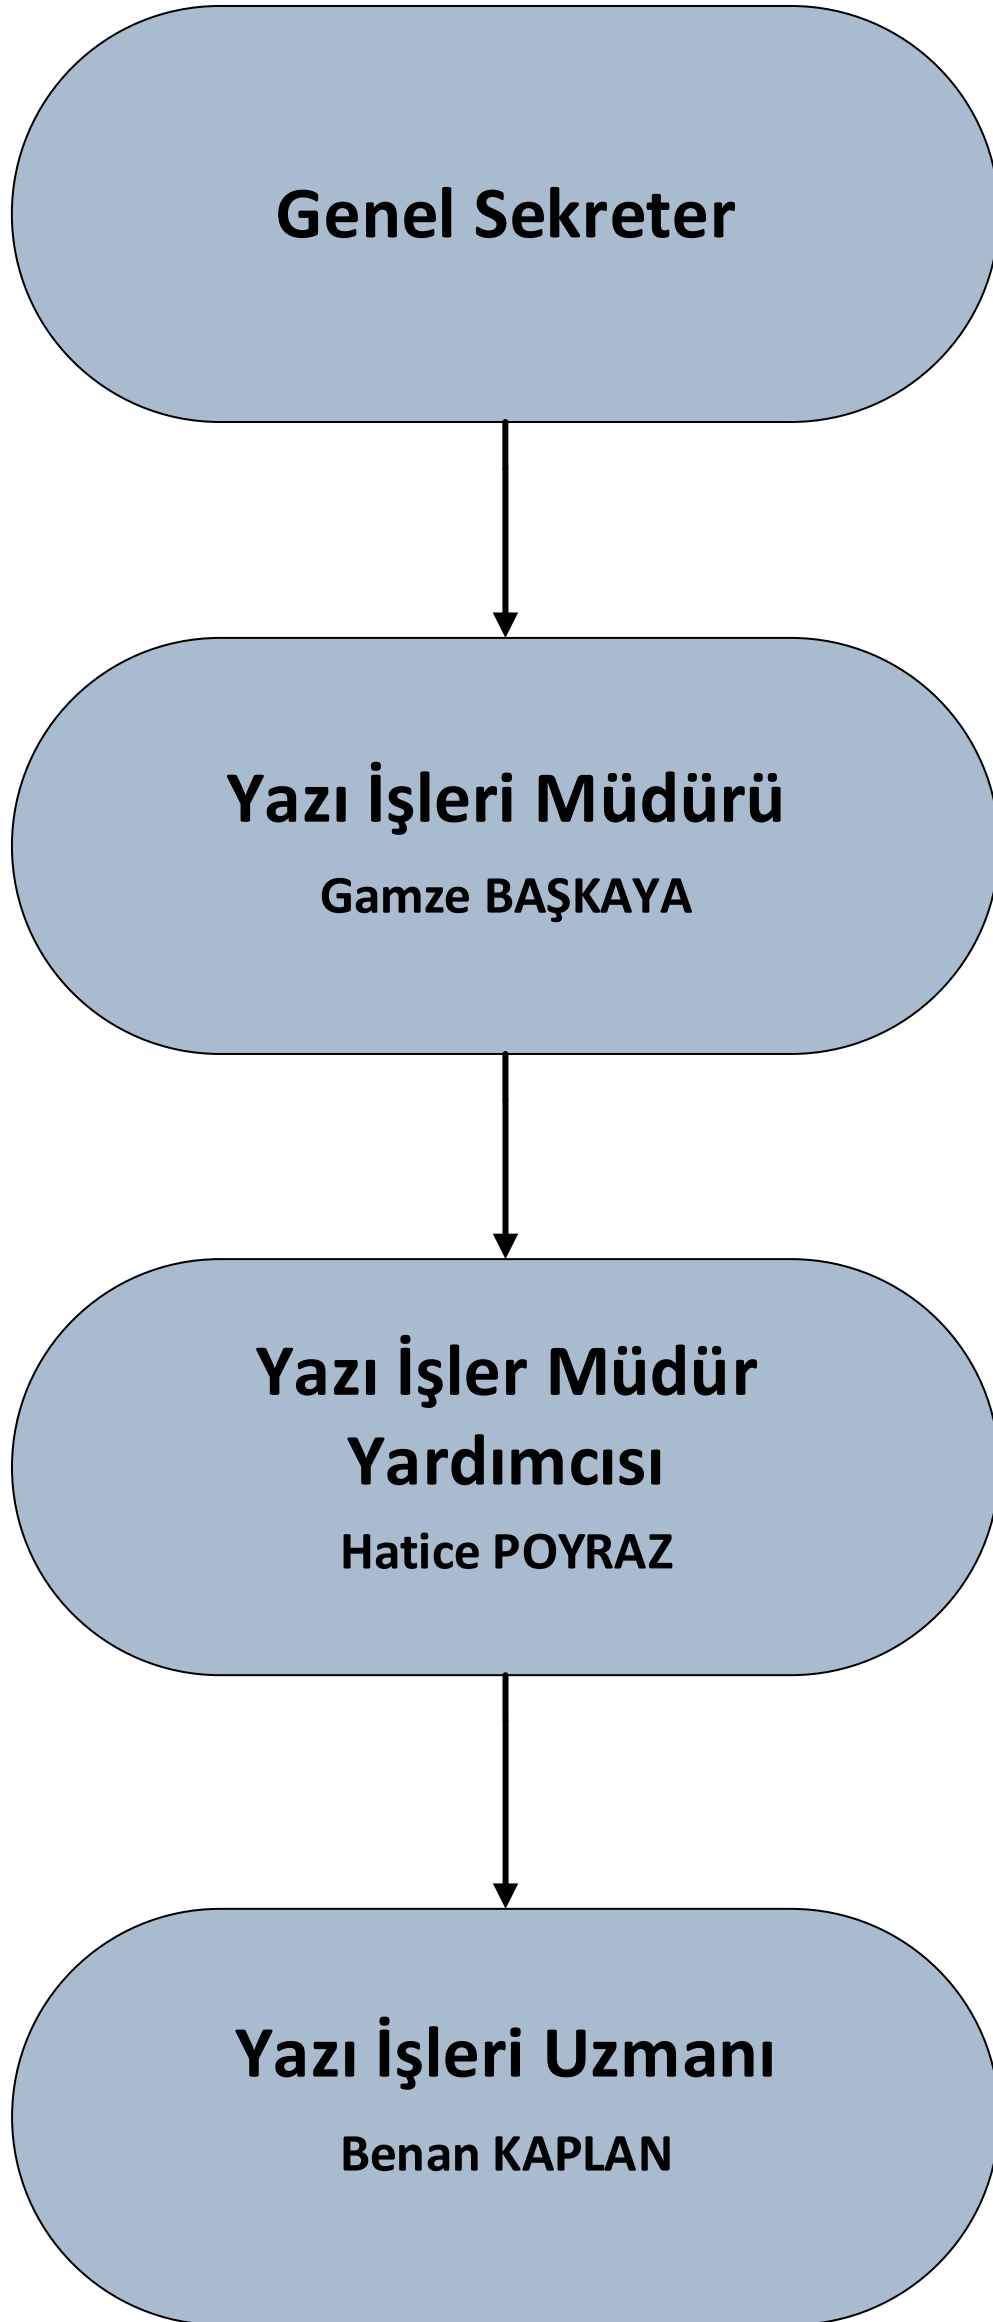 Genel Sekreter
Yazı İşleri Müdürü
Gamze BAŞKAYA
Yazı İşler Müdür
Yardımcısı
Hatice POYRAZ
Yazı İşleri Uzmanı
Benan KAPLAN